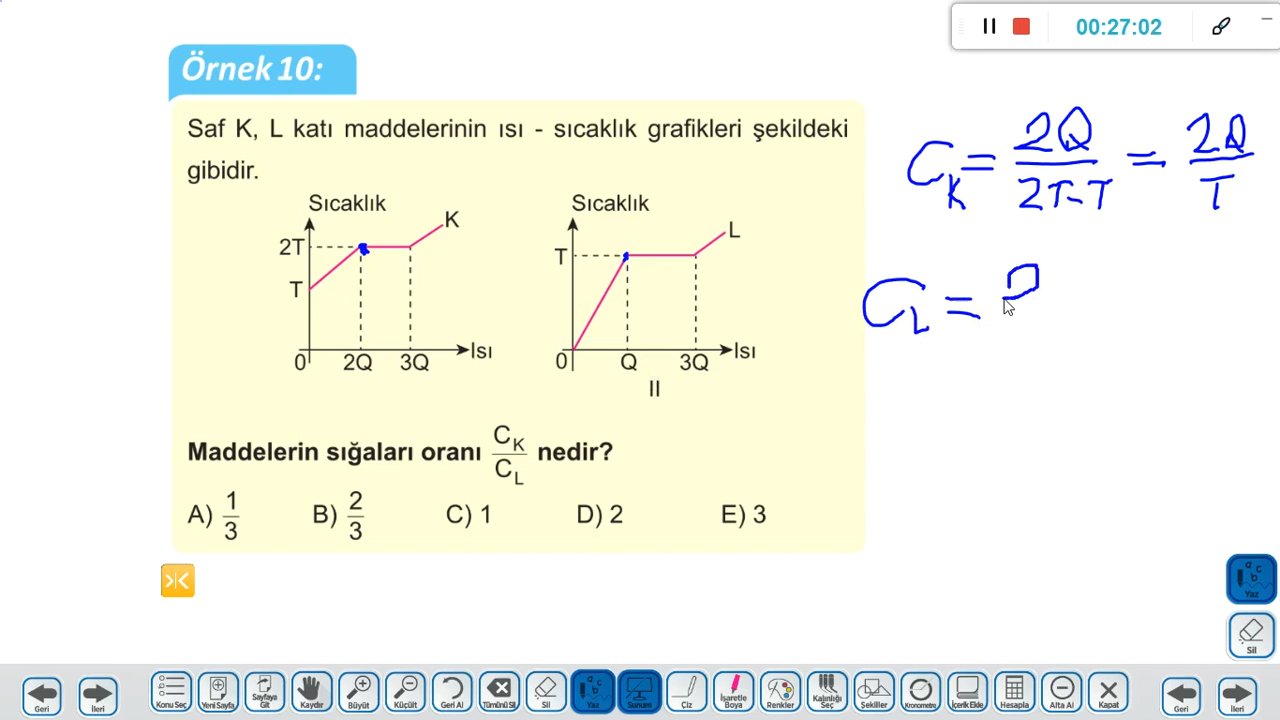 00:27:02
Örnek 10:
Saf K, L katı maddelerinin ısı - sıcaklık grafikleri şekildeki
gibidir.
C_K = 2Q / 2T-T = 2Q / T
Sıcaklık
K
2T
T
0
2Q
3Q
Isı
Sıcaklık
L
T
0
Q
3Q
Isı
II
C_L =
Maddelerin sığaları oranı C_K / C_L nedir?
A) 1/3 B) 2/3 C) 1 D) 2 E) 3
Yaz
Sil
Geri
İleri
Konu Seç
Yeni Sayfa
Sayfaya Git
Kaydır
Büyüt
Küçült
Geri Al
Tümünü Sil
Sil
Yaz
Sunum
Çiz
İşaretle Boya
Renkler
Kalınlığı Seç
Şekiller
Kronometre
İçerik Ekle
Hesapla
Alta Al
Kapat
Geri
İleri